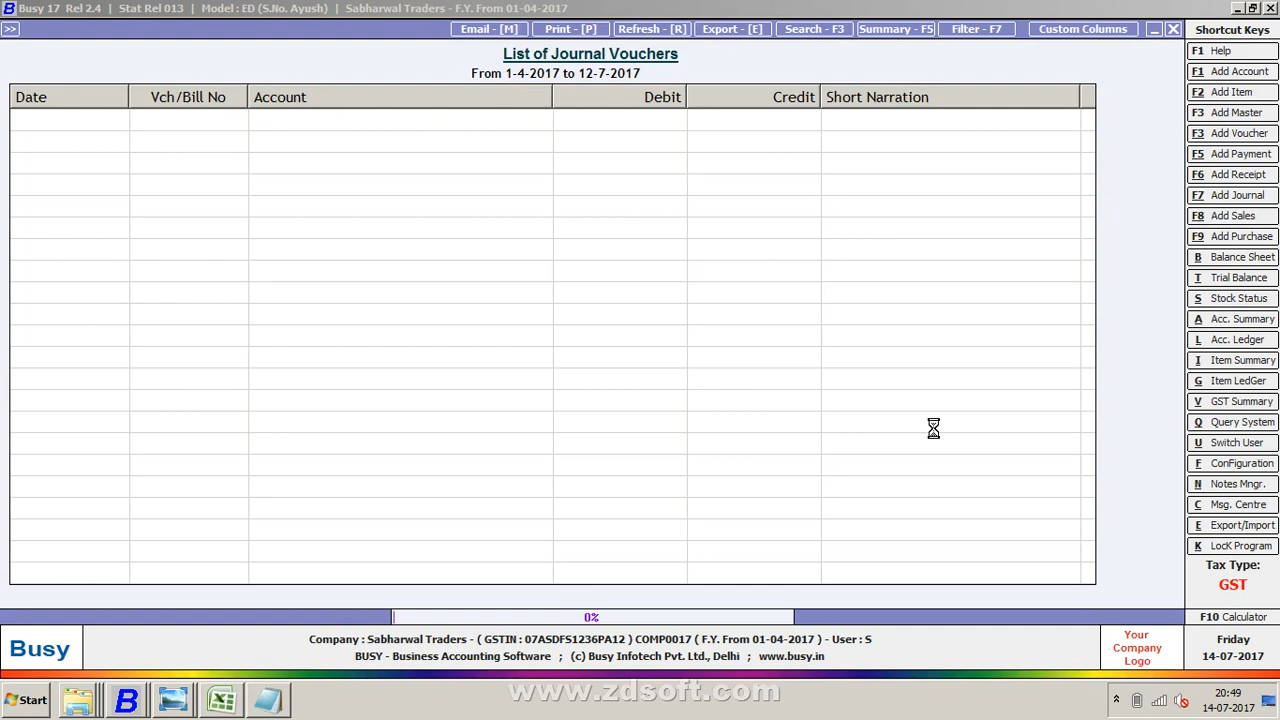 Busy 17 Rel 2.4 | Stat Rel 013 | Model : ED (S.No. Ayush) | Sabharwal Traders - F.Y. From 01-04-2017
>> Email - [M] Print - [P] Refresh - [R] Export - [E] Search - F3 Summary - F5 Filter - F7 Custom Columns
List of Journal Vouchers
From 1-4-2017 to 12-7-2017
Date Vch/Bill No Account Debit Credit Short Narration
Shortcut Keys
F1 Help
F1 Add Account
F2 Add Item
F3 Add Master
F3 Add Voucher
F5 Add Payment
F6 Add Receipt
F7 Add Journal
F8 Add Sales
F9 Add Purchase
B Balance Sheet
T Trial Balance
S Stock Status
A Acc. Summary
L Acc. Ledger
I Item Summary
G Item LedGer
V GST Summary
Q Query System
U Switch User
F ConFiguration
N Notes Mngr.
C Msg. Centre
E Export/Import
K LocK Program
Tax Type:
GST
F10 Calculator
0%
Busy
Company : Sabharwal Traders - ( GSTIN : 07ASDFS1236PA12 ) COMP0017 ( F.Y. From 01-04-2017 ) - User : S
BUSY - Business Accounting Software ; (c) Busy Infotech Pvt. Ltd., Delhi ; www.busy.in
Your
Company
Logo
Friday
14-07-2017
Start
www.zdsoft.com
20:49
14-07-2017